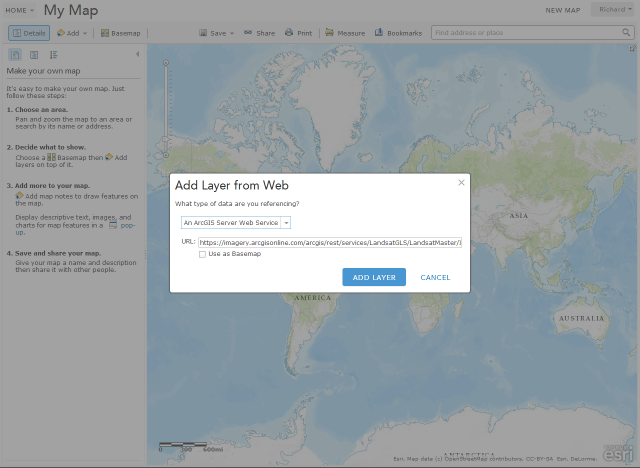 HOME
My Map
NEW MAP
Richard
Details
Add
Basemap
Save
Share
Print
Measure
Bookmarks
Find address or place
Make your own map
It's easy to make your own map. Just
follow these steps:
1. Choose an area.
Pan and zoom the map to an area or
search by its name or address.
2. Decide what to show.
Choose a Basemap then Add
layers on top of it.
3. Add more to your map.
Add map notes to draw features on
the map.
Display descriptive text, images, and
charts for map features in a pop-
up.
4. Save and share your map.
Give your map a name and description
then share it with other people.
Add Layer from Web
What type of data are you referencing?
An ArcGIS Server Web Service
URL: https://imagery.arcgisonline.com/arcgis/rest/services/LandsatGLS/LandsatMaster/
Use as Basemap
ADD LAYER
CANCEL
ASIA
AMERICA
AUSTRALIA
ANTARCTICA
0 300 600mi
Esri. Map data (c) OpenStreetMap contributors, CC-BY-SA Esri, DeLorme,
esri